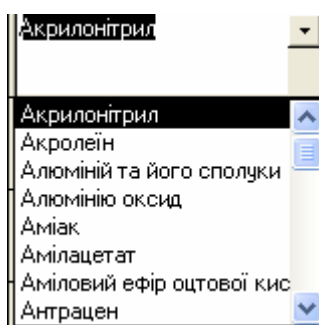 Акрилонітрил
Акрилонітрил
Акролеїн
Алюміній та його сполуки
Алюмінію оксид
Аміак
Амілацетат
Аміловий ефір оцтової кис
Антрацен